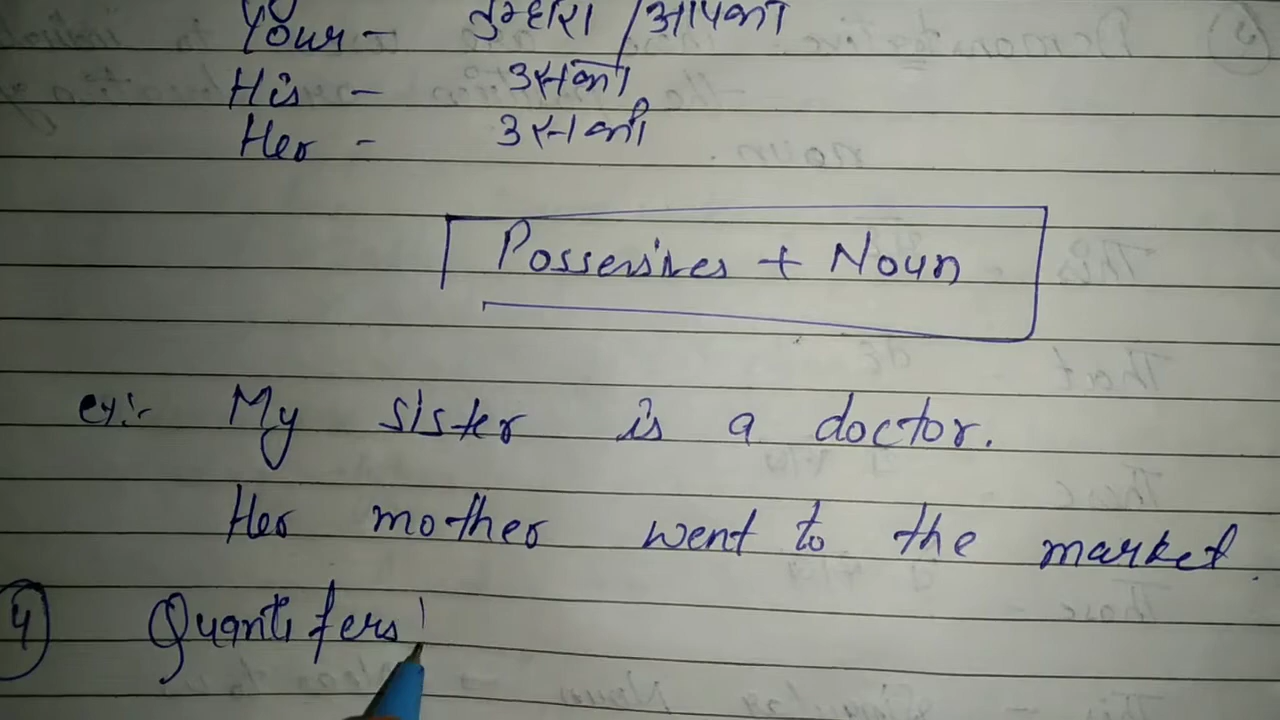 Your - तुम्हारा / आपका
His - उसका
Her - उसकी
Possessives + Noun
ex:- My sister is a doctor.
Her mother went to the market.
4) Quantifers